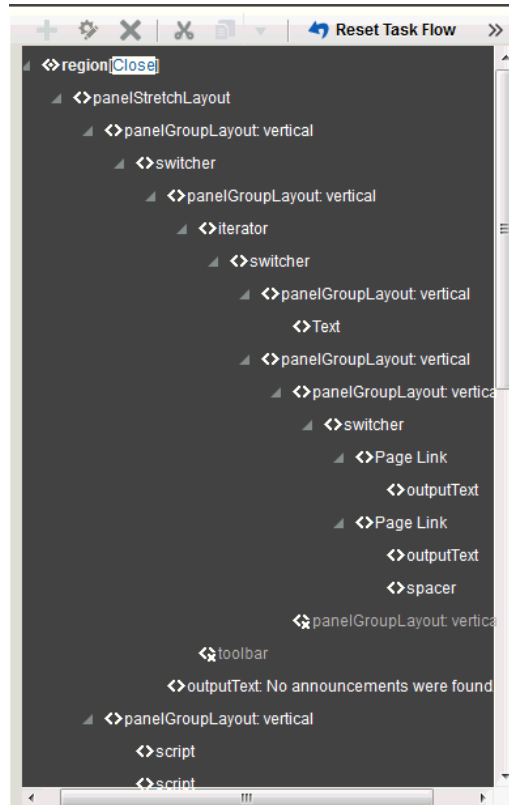 Reset Task Flow
region[Close]
panelStretchLayout
panelGroupLayout: vertical
switcher
panelGroupLayout: vertical
iterator
switcher
panelGroupLayout: vertical
Text
panelGroupLayout: vertical
panelGroupLayout: vertica
switcher
Page Link
outputText
Page Link
outputText
spacer
panelGroupLayout: vertica
toolbar
outputText: No announcements were found
panelGroupLayout: vertical
script
script